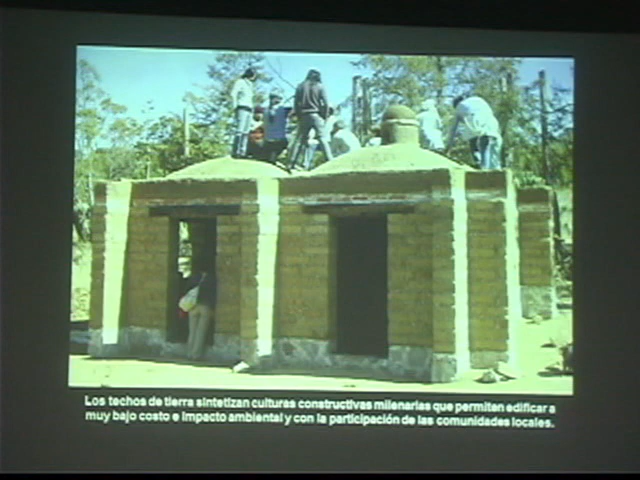 Los techos de tierra sintetizan culturas constructivas milenarias que permiten edificar a
muy bajo costo e impacto ambiental y con la participación de las comunidades locales.